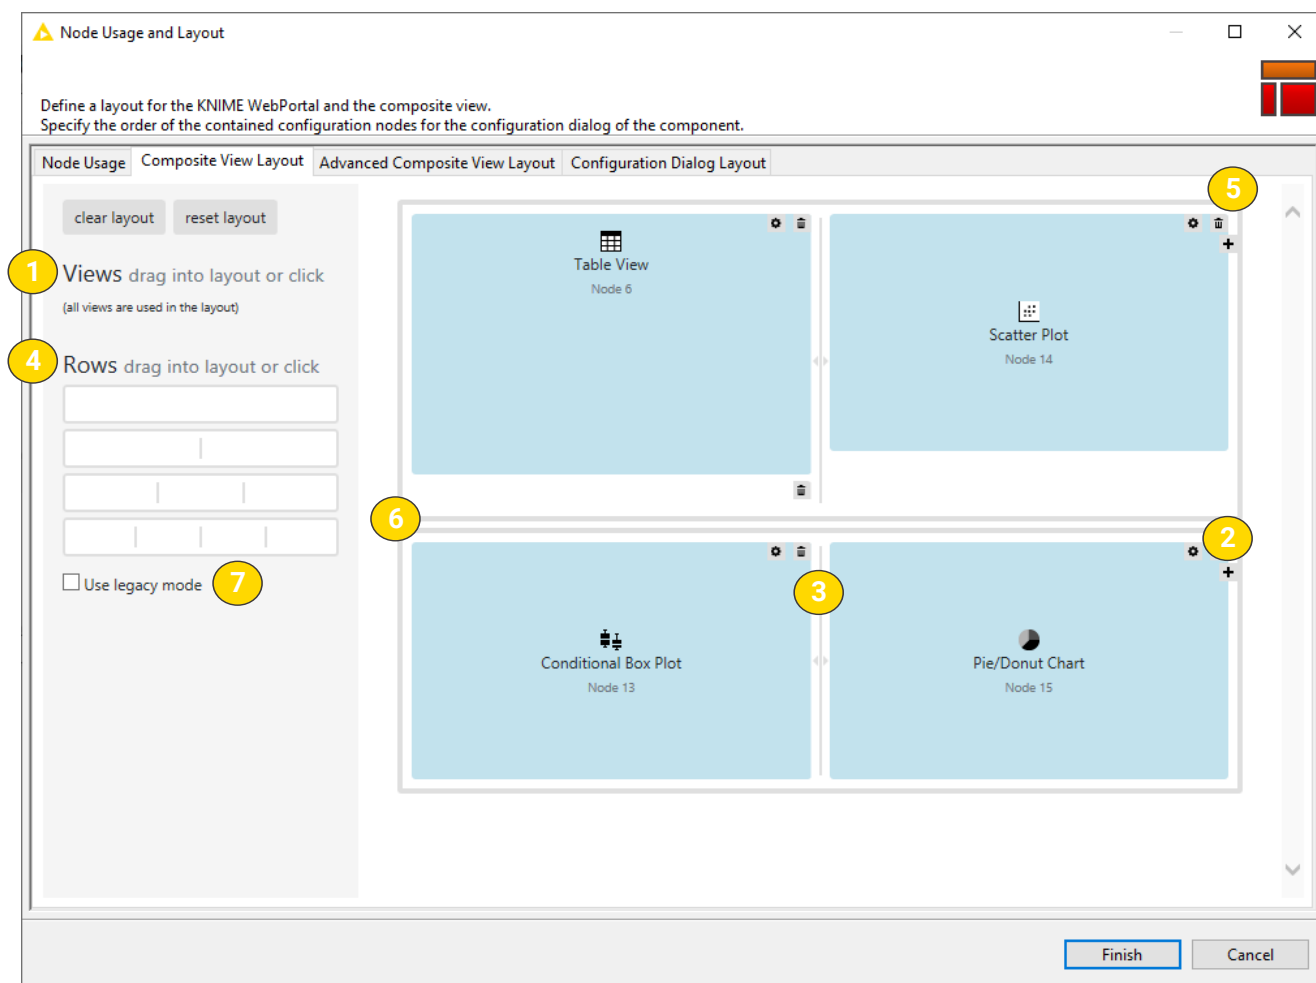 Node Usage and Layout
Define a layout for the KNIME WebPortal and the composite view.
Specify the order of the contained configuration nodes for the configuration dialog of the component.
Node Usage
Composite View Layout
Advanced Composite View Layout
Configuration Dialog Layout
5
clear layout
reset layout
1
Views drag into layout or click
(all views are used in the layout)
4
Rows drag into layout or click
Use legacy mode
7
Table View
Node 6
Scatter Plot
Node 14
6
2
3
Conditional Box Plot
Node 13
Pie/Donut Chart
Node 15
Finish
Cancel